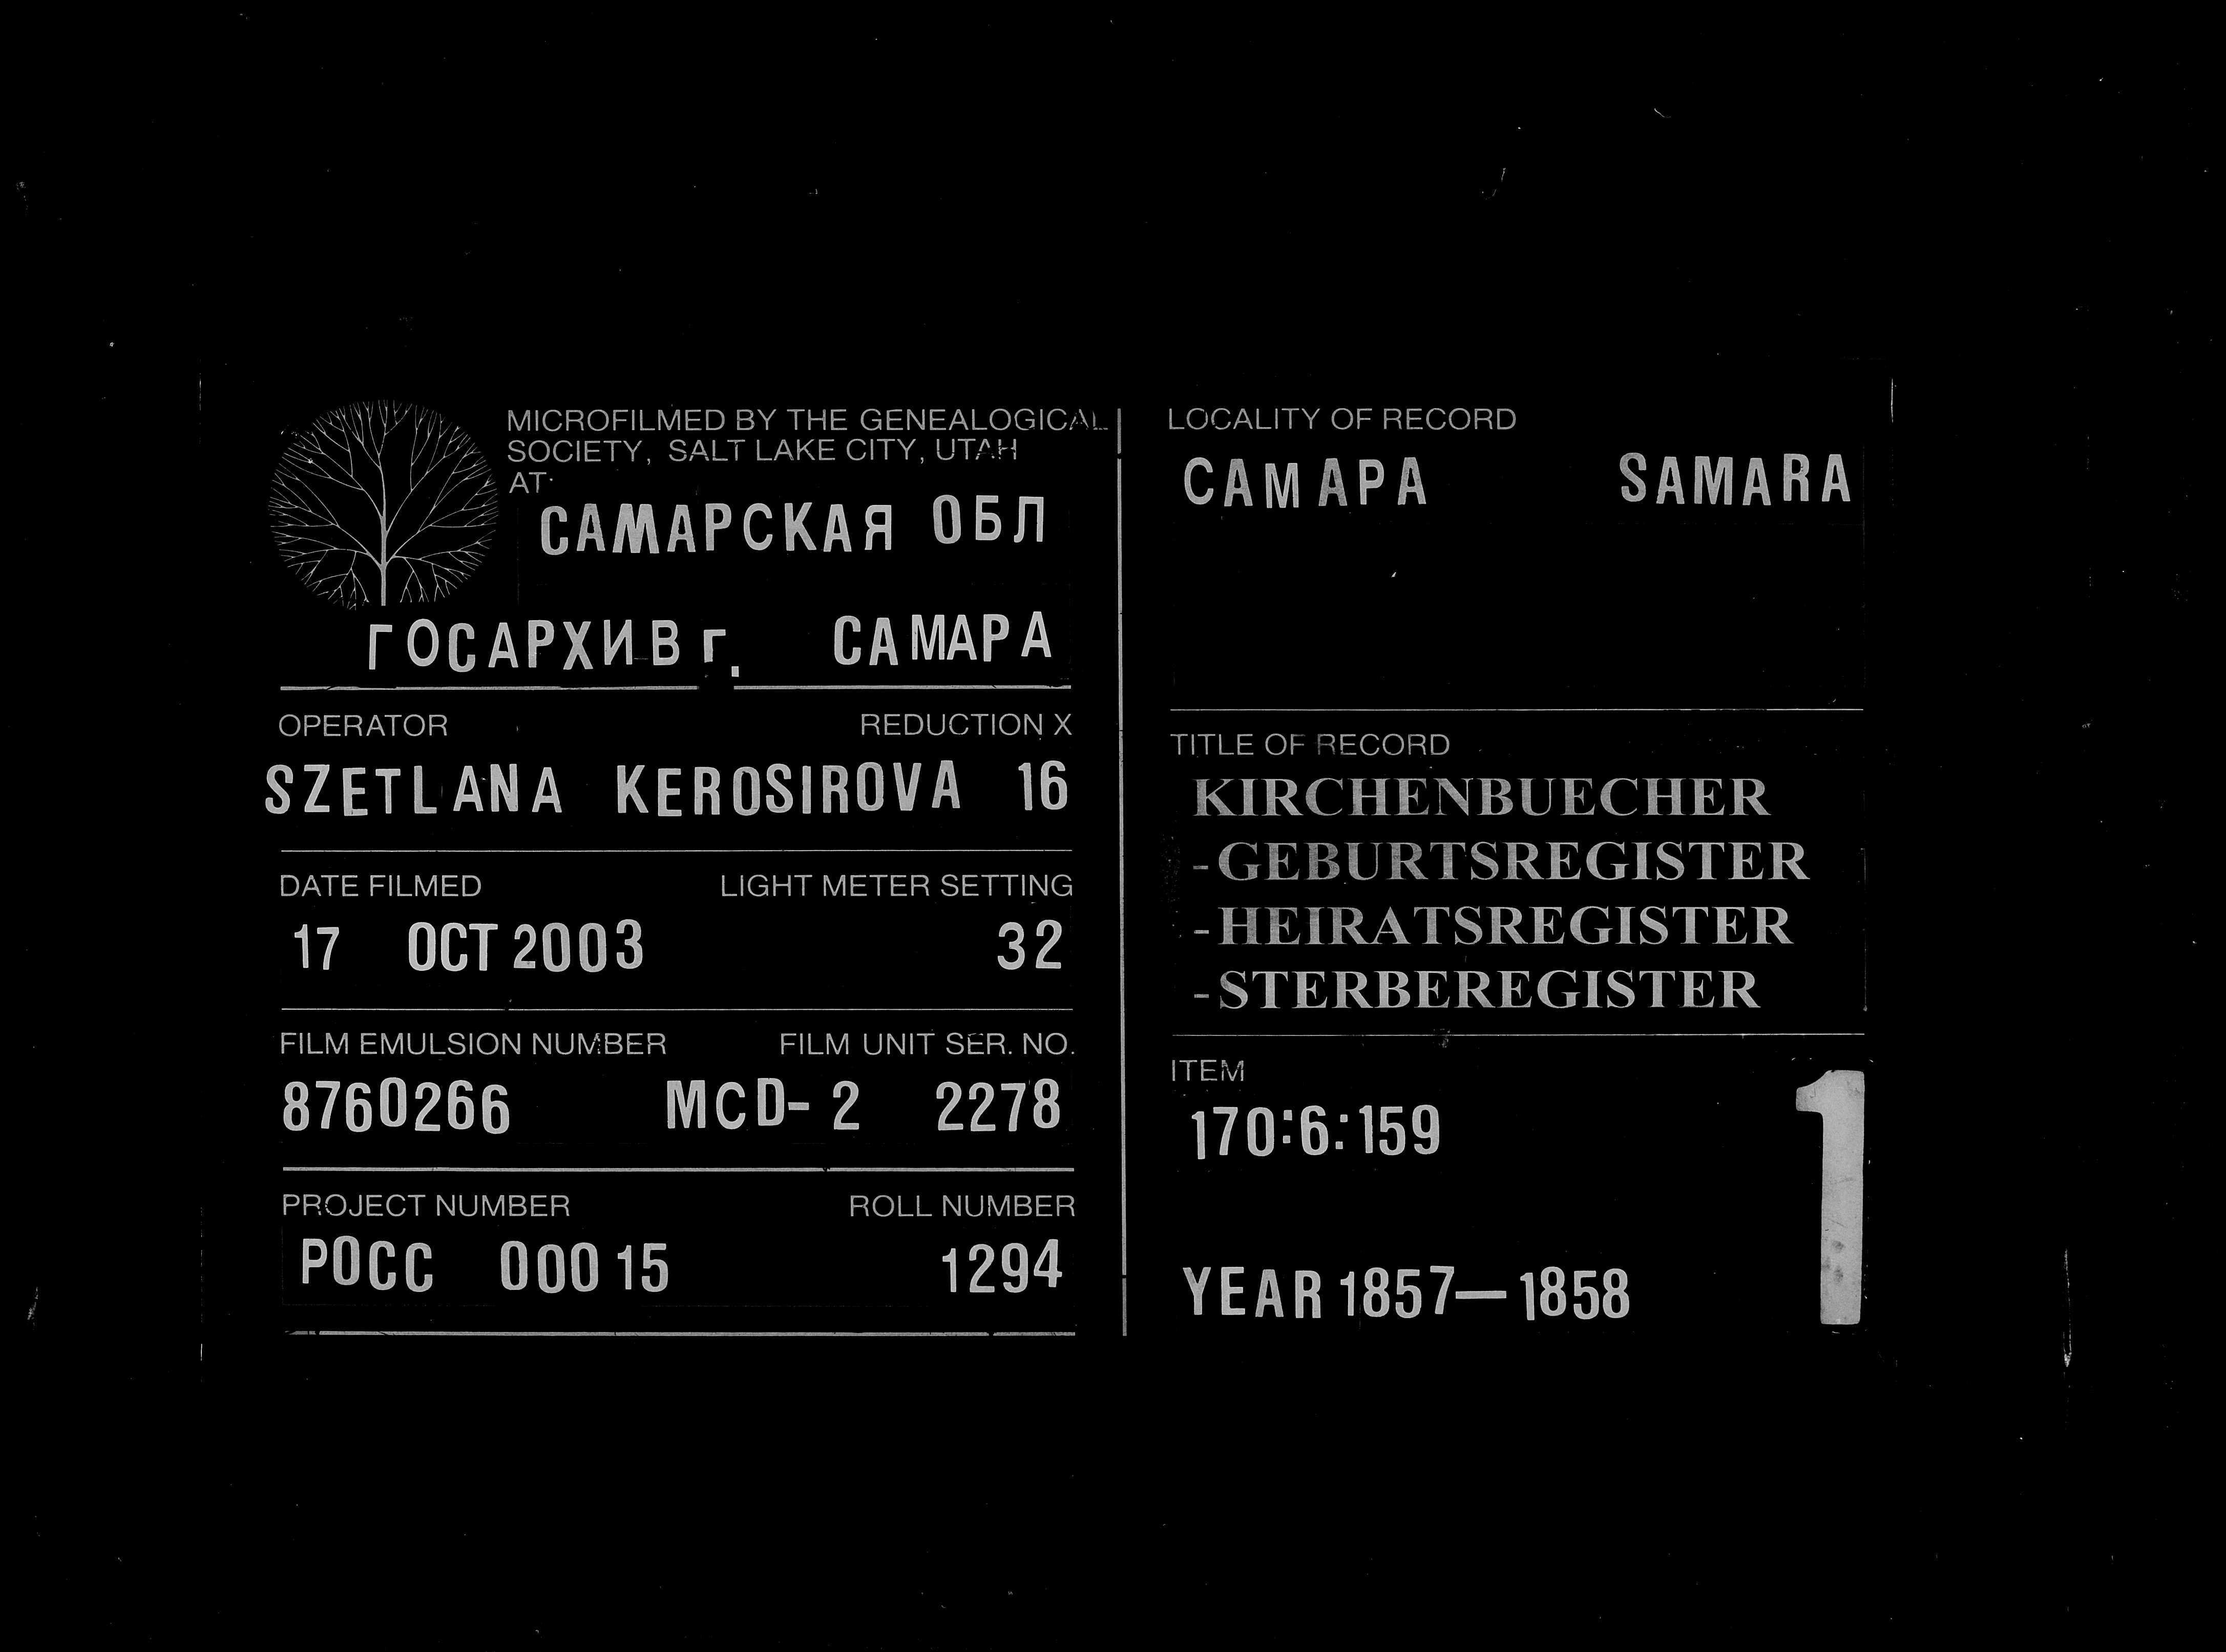 MICROFILMED BY THE GENEALOGICAL
SOCIETY, SALT LAKE CITY, UTAH
AT:
САМАРСКАЯ ОБЛ
ГОСАРХИВ г. САМАРА
OPERATOR REDUCTION X
SZETLANA KEROSIROVA 16
DATE FILMED LIGHT METER SETTING
17 OCT 2003 32
FILM EMULSION NUMBER FILM UNIT SER. NO.
8760266 MCD-2 2278
PROJECT NUMBER ROLL NUMBER
РОСС 00015 1294
LOCALITY OF RECORD
САМАРА SAMARA
TITLE OF RECORD
KIRCHENBUECHER
-GEBURTSREGISTER
-HEIRATSREGISTER
-STERBEREGISTER
ITEM
170:6:159
1
YEAR 1857—1858